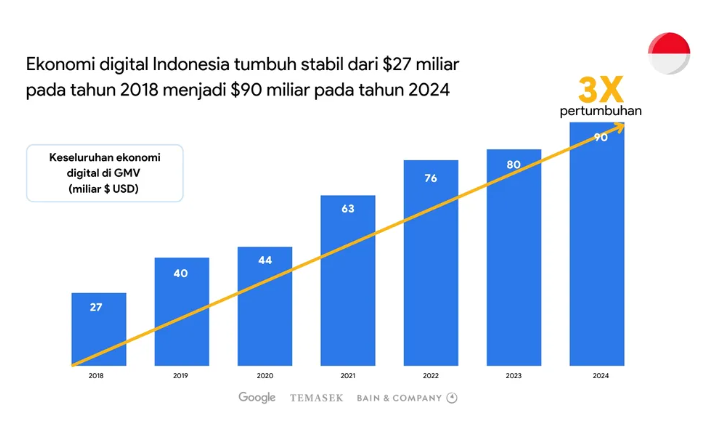 Ekonomi digital Indonesia tumbuh stabil dari $27 miliar
pada tahun 2018 menjadi $90 miliar pada tahun 2024
3X
pertumbuhan
Keseluruhan ekonomi
digital di GMV
(miliar $ USD)
27
40
44
63
76
80
90
2018
2019
2020
2021
2022
2023
2024
Google TEMASEK BAIN & COMPANY